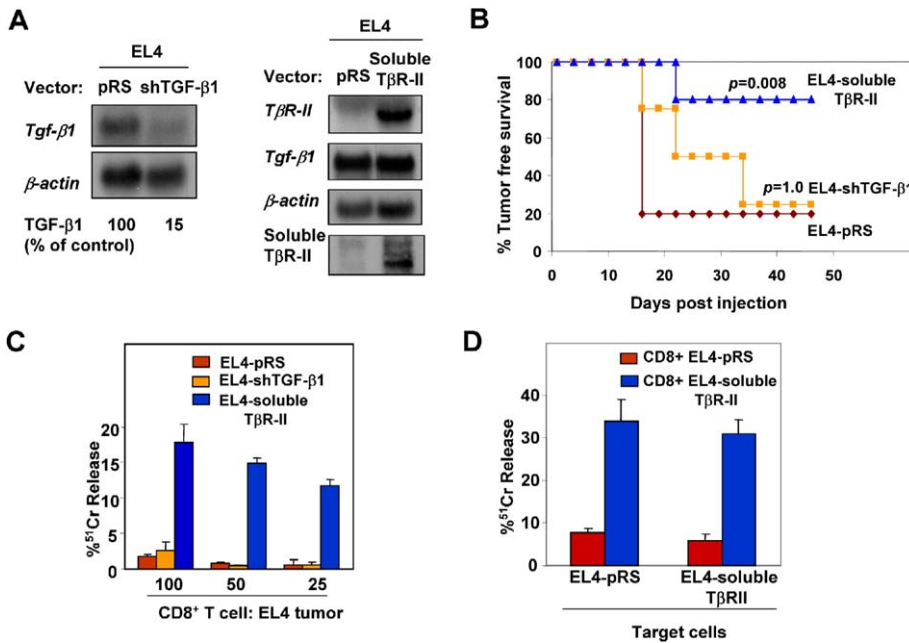 A
EL4
Vector: pRS shTGF-β1
Tgf-β1
β-actin
TGF-β1 100 15
(% of control)
EL4
Soluble
Vector: pRS TβR-II
TβR-II
Tgf-β1
β-actin
Soluble
TβR-II
B
% Tumor free survival
100
80
60
40
20
0
p=0.008
EL4-soluble
TβR-II
p=1.0 EL4-shTGF-β1
EL4-pRS
0 10 20 30 40 50
Days post injection
C
EL4-pRS
EL4-shTGF-β1
EL4-soluble
TβR-II
%⁵¹Cr Release
20
15
10
5
0
100 50 25
CD8⁺ T cell: EL4 tumor
D
CD8+ EL4-pRS
CD8+ EL4-soluble
TβR-II
%⁵¹Cr Release
40
30
20
10
0
EL4-pRS EL4-soluble
TβRII
Target cells